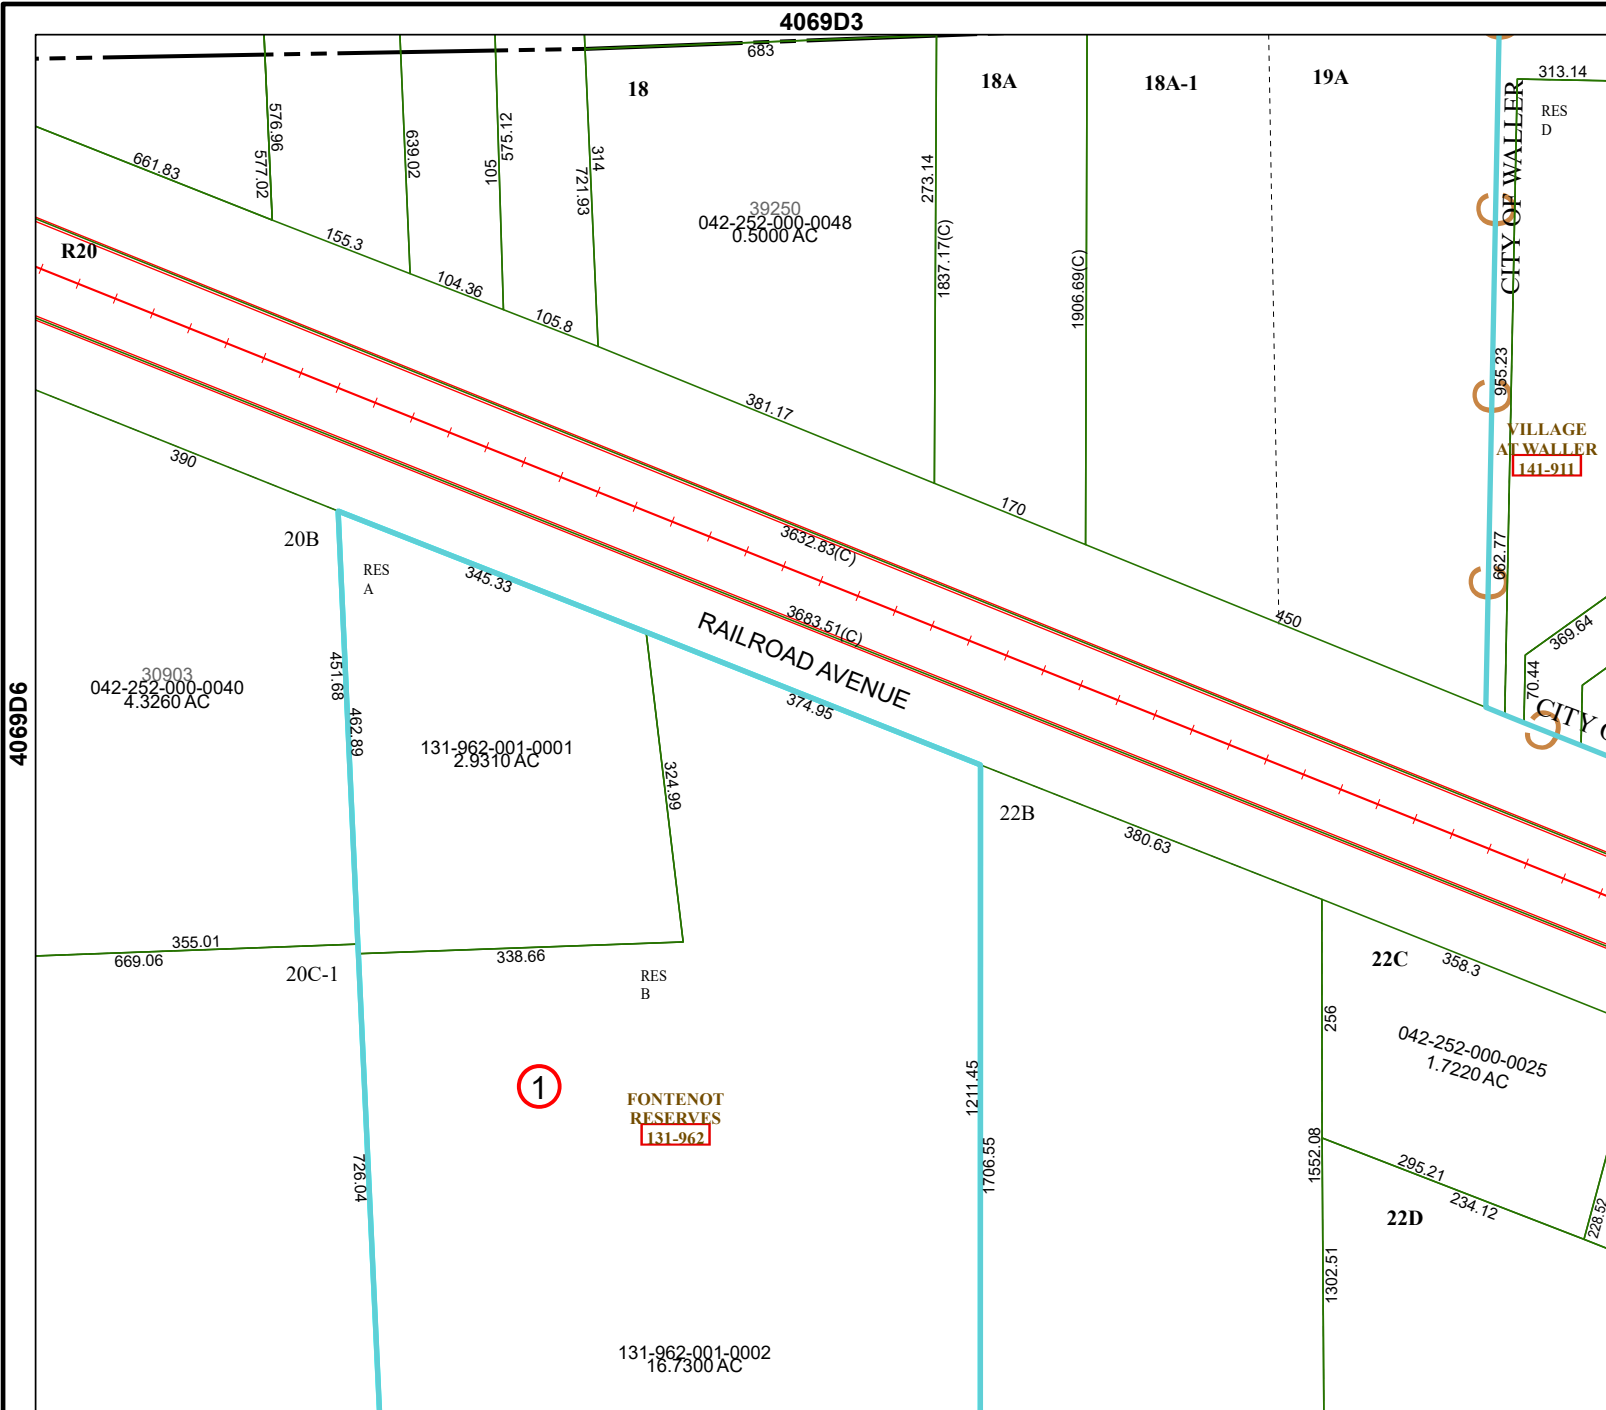 4069D3
683
18
18A
18A-1
19A
313.14
RES
D
CITY OF WALLER
576.96
577.02
639.02
575.12
105
314
721.93
273.14
1837.17(C)
1906.69(C)
661.83
155.3
104.36
105.8
39250
042-252-000-0048
0.5000 AC
R20
381.17
170
450
955.23
VILLAGE
AT WALLER
141-911
662.77
369.64
70.44
CITY O
390
20B
RES
A
345.33
3632.83(C)
3683.51(C)
RAILROAD AVENUE
374.95
4069D6
30903
042-252-000-0040
4.3260 AC
451.68
462.89
131-962-001-0001
2.9310 AC
324.99
22B
380.63
355.01
669.06
20C-1
338.66
RES
B
22C
358.3
256
042-252-000-0025
1.7220 AC
1
FONTENOT
RESERVES
131-962
1211.45
1706.55
726.04
1552.08
295.21
234.12
228.52
22D
1302.51
131-962-001-0002
16.7300 AC